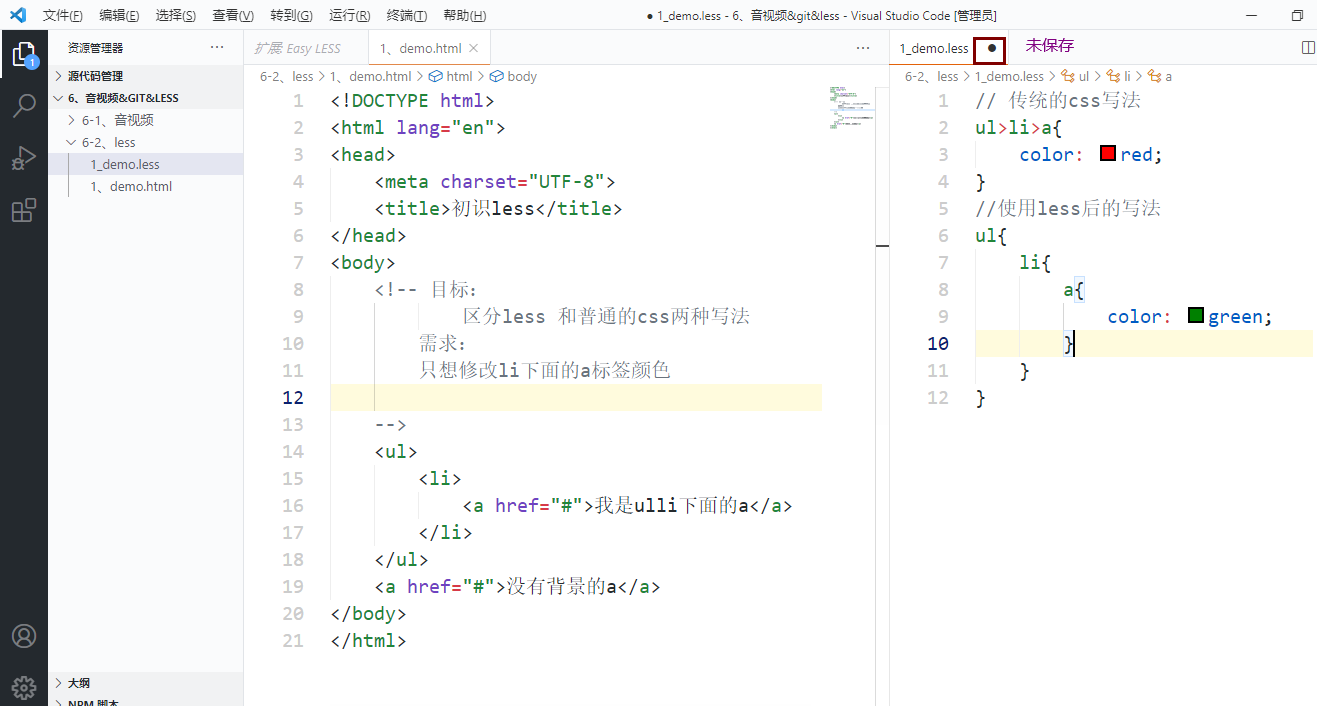 文件(F) 编辑(E) 选择(S) 查看(V) 转到(G) 运行(R) 终端(T) 帮助(H) ● 1_demo.less - 6、音视频&git&less - Visual Studio Code [管理员]
资源管理器 ···
源代码管理
6、音视频&GIT&LESS
6-1、音视频
6-2、less
1_demo.less
1、demo.html
大纲
NPM 脚本
1
扩展 Easy LESS 1、demo.html ···
6-2、less > 1、demo.html > html > body
1 <!DOCTYPE html>
2 <html lang="en">
3 <head>
4 <meta charset="UTF-8">
5 <title>初识less</title>
6 </head>
7 <body>
8 <!-- 目标:
9 区分less 和普通的css两种写法
10 需求:
11 只想修改li下面的a标签颜色
12
13 -->
14 <ul>
15 <li>
16 <a href="#">我是ulli下面的a</a>
17 </li>
18 </ul>
19 <a href="#">没有背景的a</a>
20 </body>
21 </html>
1_demo.less ● 未保存
6-2、less > 1_demo.less > ul > li > a
1 // 传统的css写法
2 ul>li>a{
3 color: red;
4 }
5 //使用less后的写法
6 ul{
7 li{
8 a{
9 color: green;
10 }
11 }
12 }